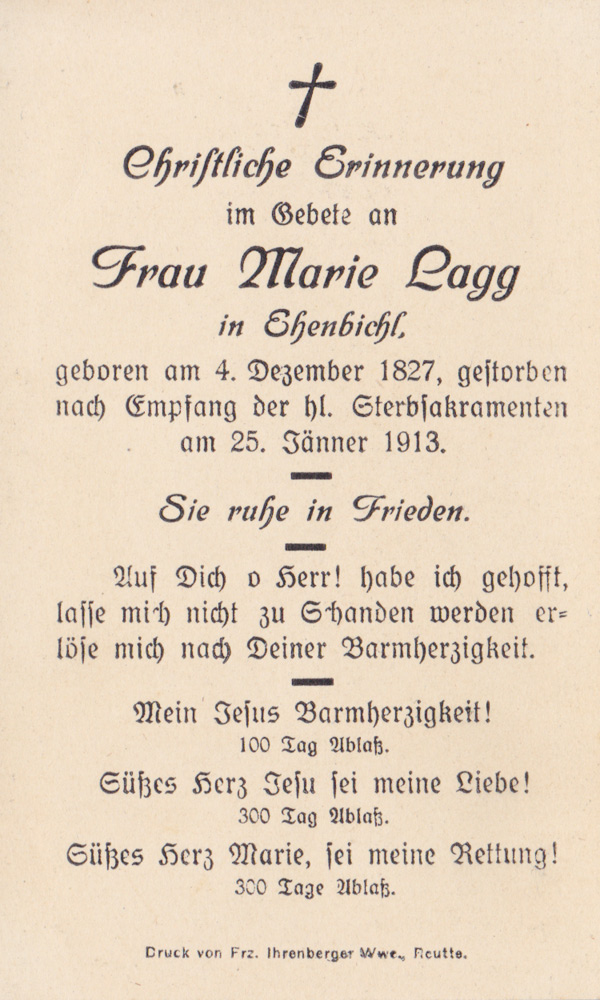 Christliche Erinnerung
im Gebete an
Frau Marie Lagg
in Ehenbichl,
geboren am 4. Dezember 1827, gestorben
nach Empfang der hl. Sterbsakramenten
am 25. Jänner 1913.
Sie ruhe in Frieden.
Auf Dich o Herr! habe ich gehofft,
lasse mich nicht zu Schanden werden er=
löse mich nach Deiner Barmherzigkeit.
Mein Jesus Barmherzigkeit!
100 Tag Ablaß.
Süßes Herz Jesu sei meine Liebe!
300 Tag Ablaß.
Süßes Herz Marie, sei meine Rettung!
300 Tage Ablaß.
Druck von Frz. Ihrenberger Wwe., Reutte.